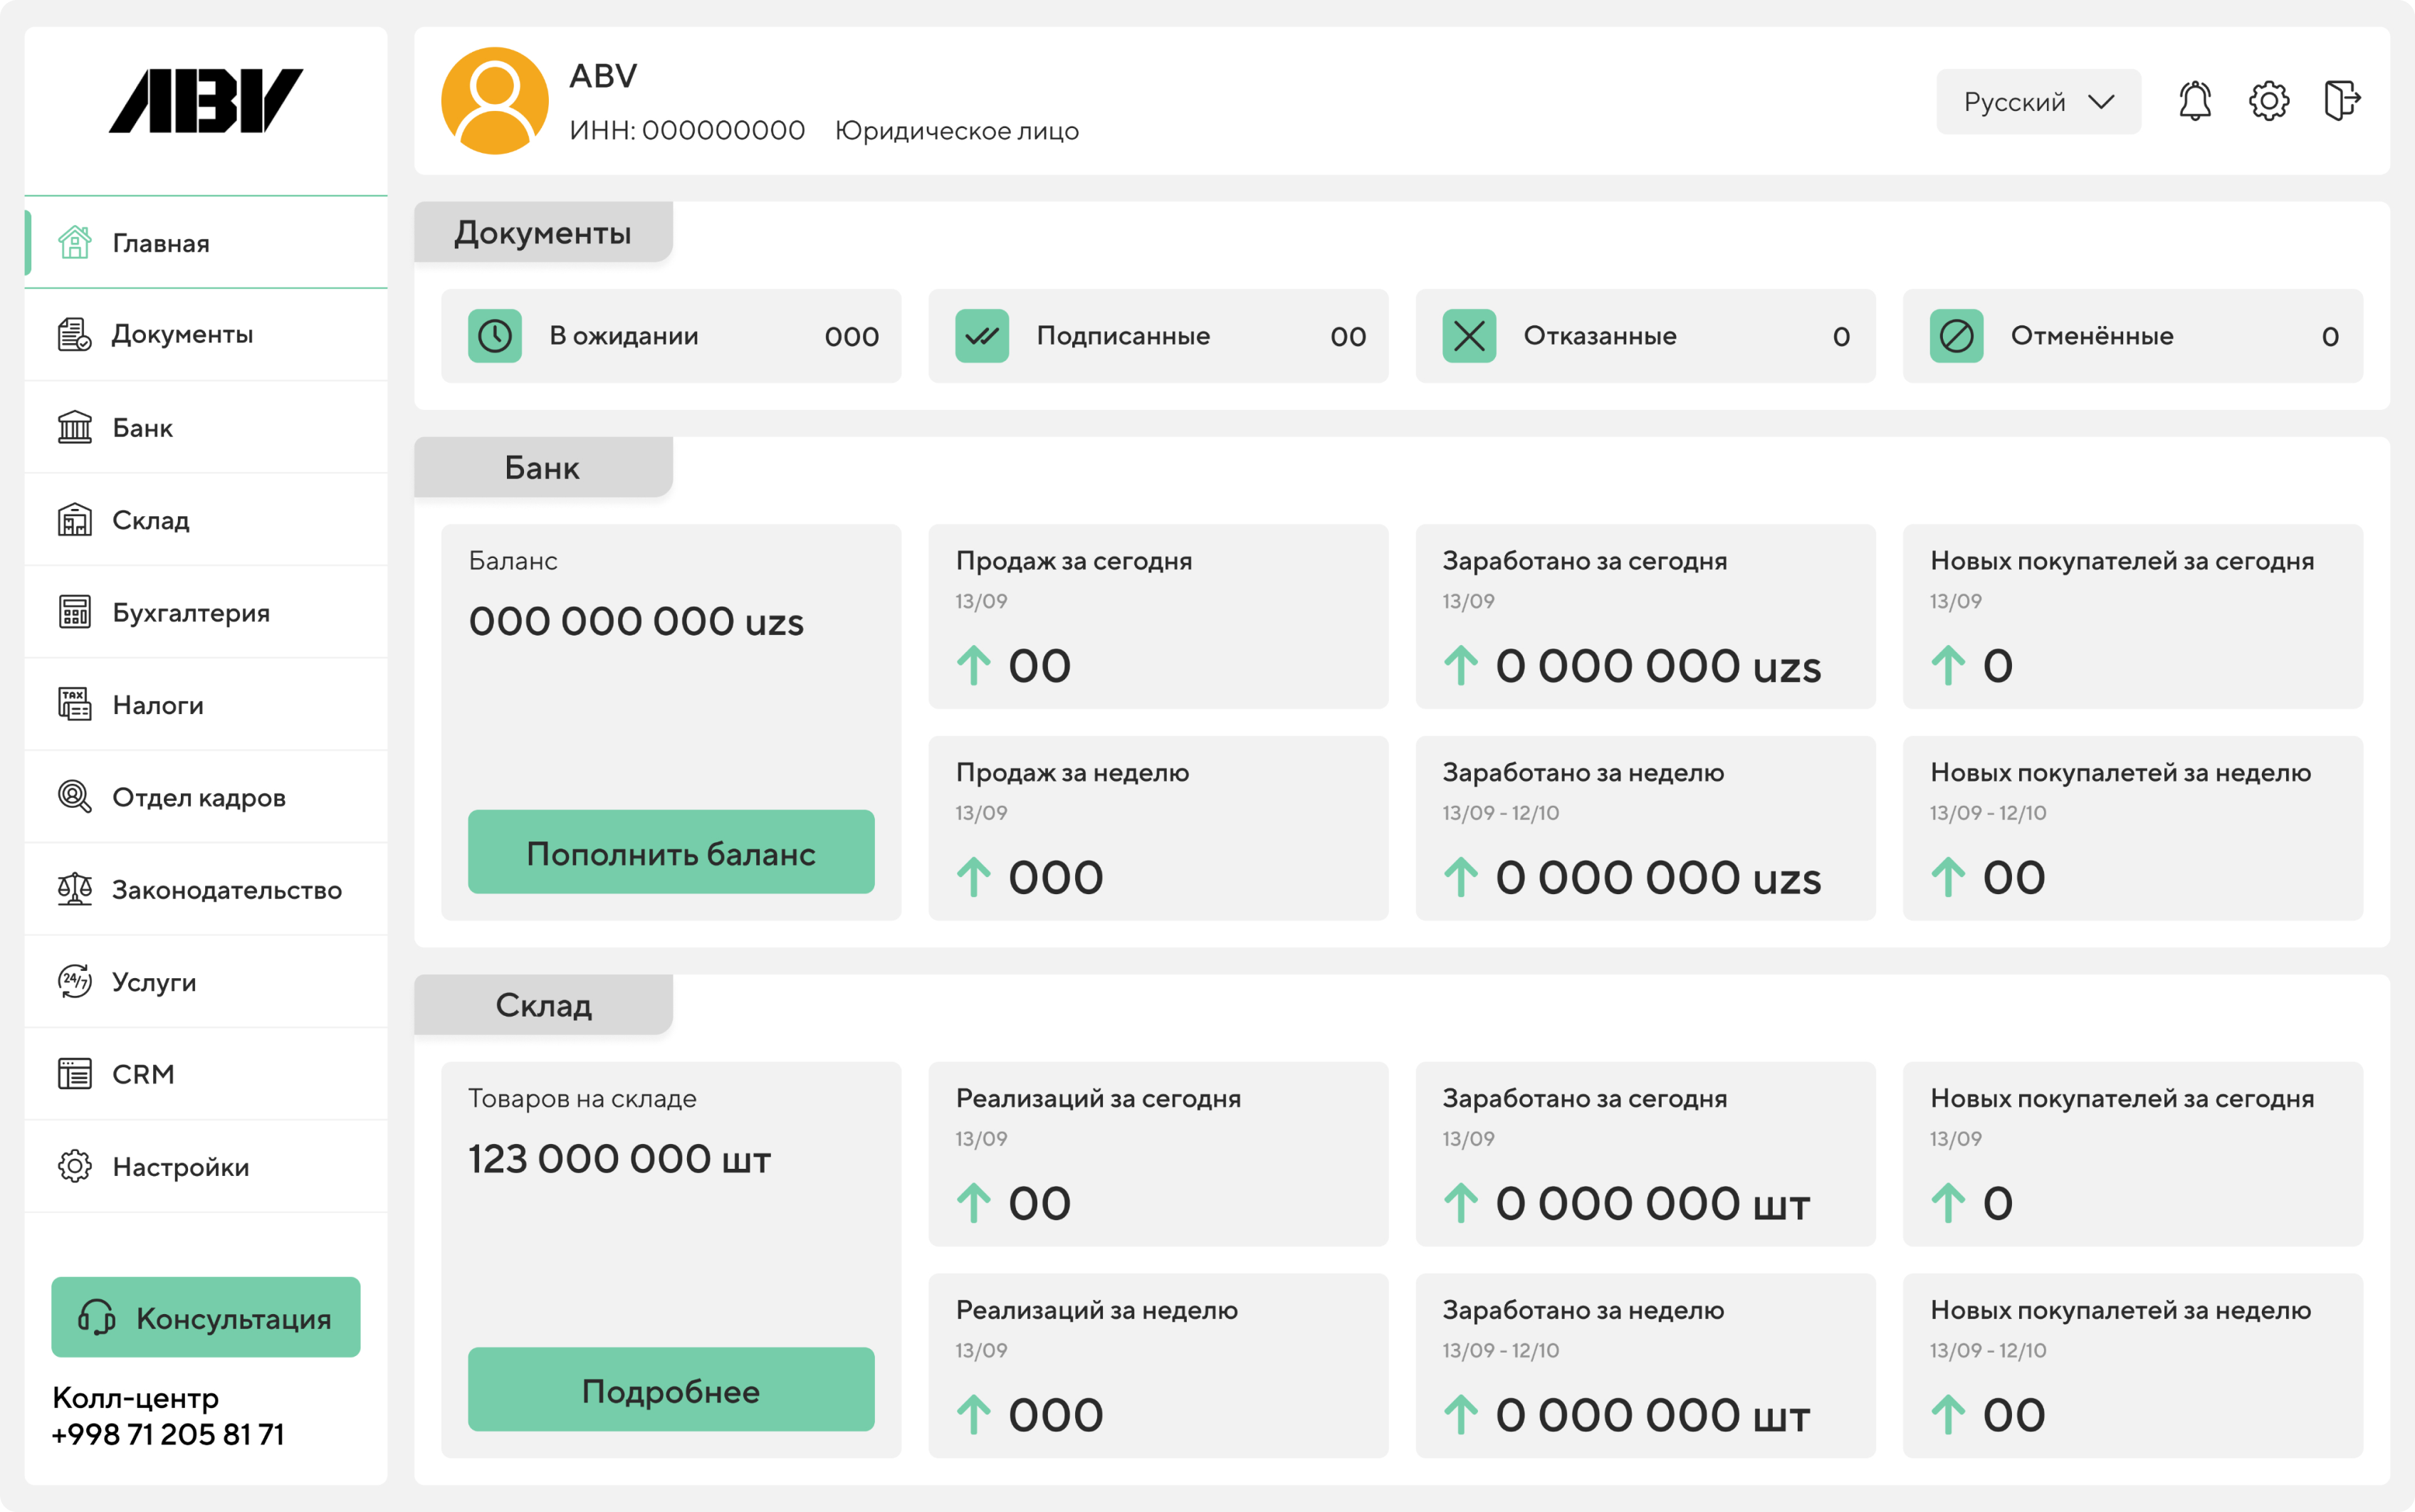 ABV
Главная
Документы
Банк
Склад
Бухгалтерия
TAX
Налоги
Отдел кадров
Законодательство
24/7
Услуги
CRM
Настройки
Консультация
Колл-центр
+998 71 205 81 71
ABV
ИНН: 000000000 Юридическое лицо
Русский
Документы
В ожидании 000
Подписанные 00
Отказанные 0
Отменённые 0
Банк
Баланс
000 000 000 uzs
Пополнить баланс
Продаж за сегодня
13/09
00
Заработано за сегодня
13/09
0 000 000 uzs
Новых покупателей за сегодня
13/09
0
Продаж за неделю
13/09
000
Заработано за неделю
13/09 - 12/10
0 000 000 uzs
Новых покупалетей за неделю
13/09 - 12/10
00
Склад
Товаров на складе
123 000 000 шт
Подробнее
Реализаций за сегодня
13/09
00
Заработано за сегодня
13/09
0 000 000 шт
Новых покупателей за сегодня
13/09
0
Реализаций за неделю
13/09
000
Заработано за неделю
13/09 - 12/10
0 000 000 шт
Новых покупалетей за неделю
13/09 - 12/10
00